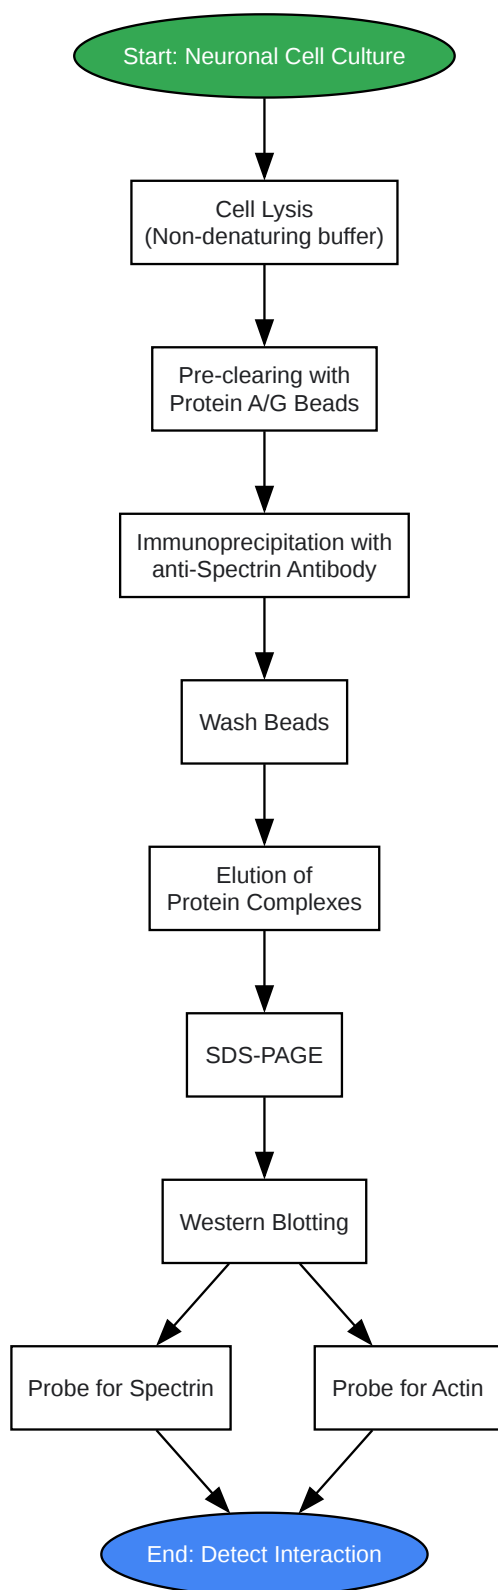 Start: Neuronal Cell Culture
Cell Lysis
(Non-denaturing buffer)
Pre-clearing with
Protein A/G Beads
Immunoprecipitation with
anti-Spectrin Antibody
Wash Beads
Elution of
Protein Complexes
SDS-PAGE
Western Blotting
Probe for Spectrin
Probe for Actin
End: Detect Interaction